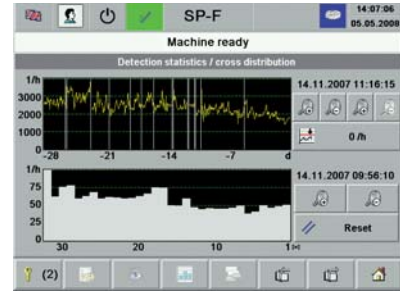 SP-F
14:07:06
05.05.2008
Machine ready
Detection statistics / cross distribution
1/h
3000
2000
1000
0
-28 -21 -14 -7 d
14.11.2007 11:16:15
0 /h
1/h
75
50
25
0
30 20 10 1
14.11.2007 09:56:10
Reset
(2)